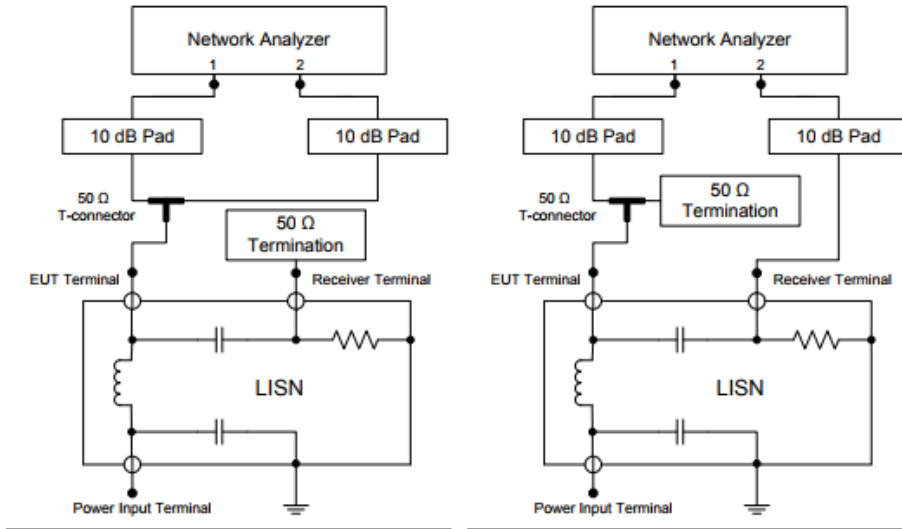 Network Analyzer
1 2
10 dB Pad 10 dB Pad
50 Ω
T-connector
50 Ω
Termination
EUT Terminal Receiver Terminal
LISN
Power Input Terminal
Network Analyzer
1 2
10 dB Pad 10 dB Pad
50 Ω
T-connector
50 Ω
Termination
EUT Terminal Receiver Terminal
LISN
Power Input Terminal